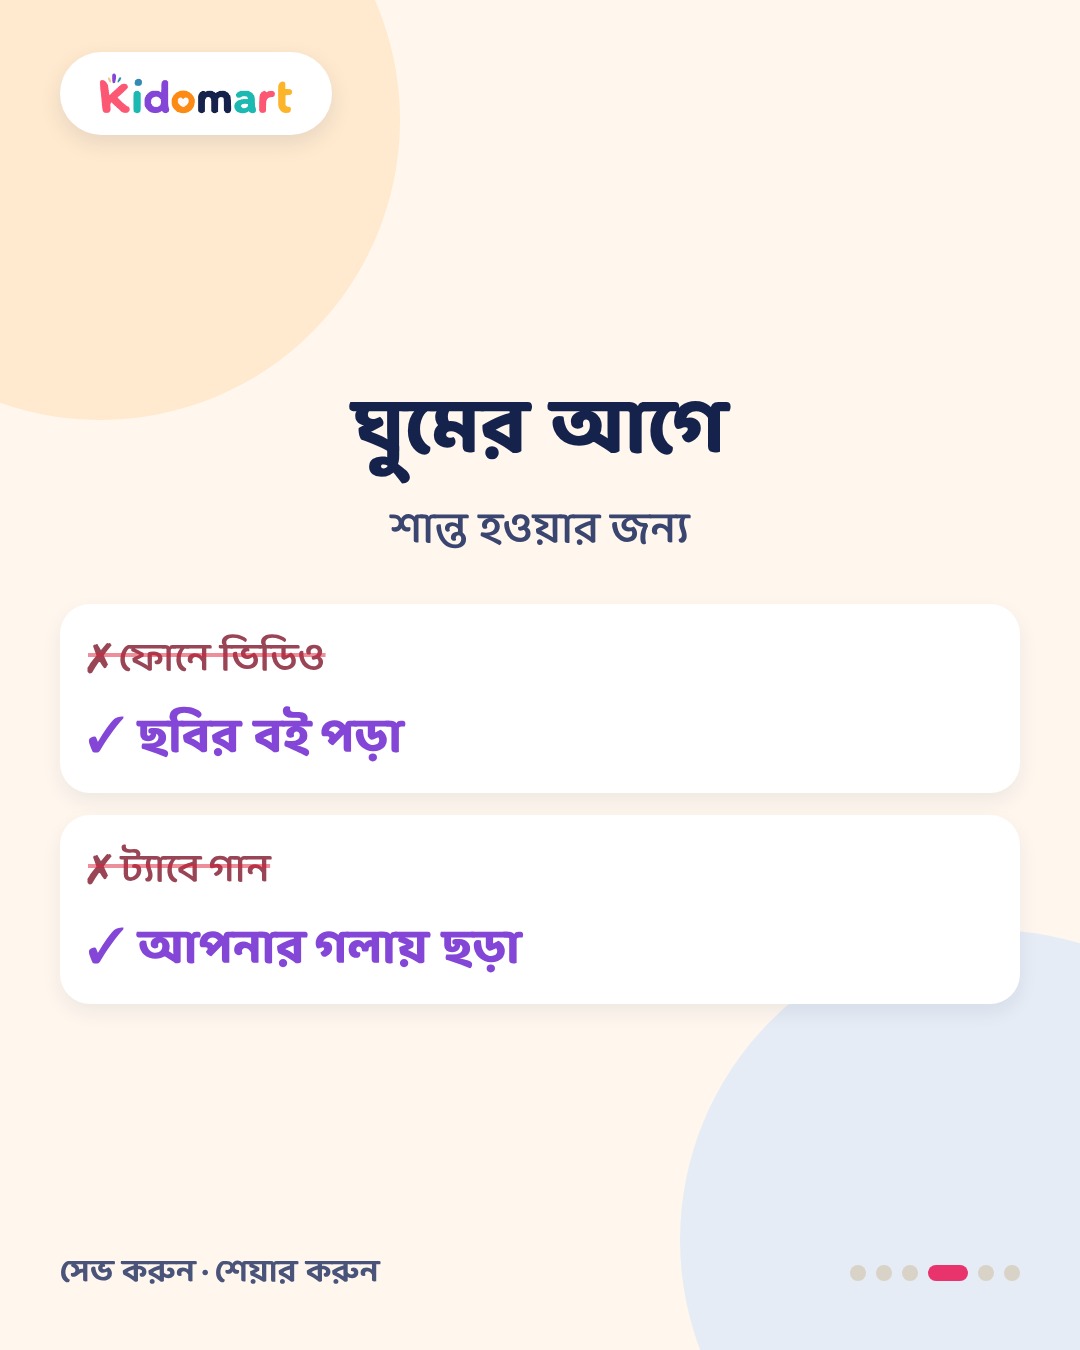 Kidomart
ঘুমের আগে
শান্ত হওয়ার জন্য
✗ ফোনে ভিডিও
✓ ছবির বই পড়া
✗ ট্যাবে গান
✓ আপনার গলায় ছড়া
সেভ করুন · শেয়ার করুন